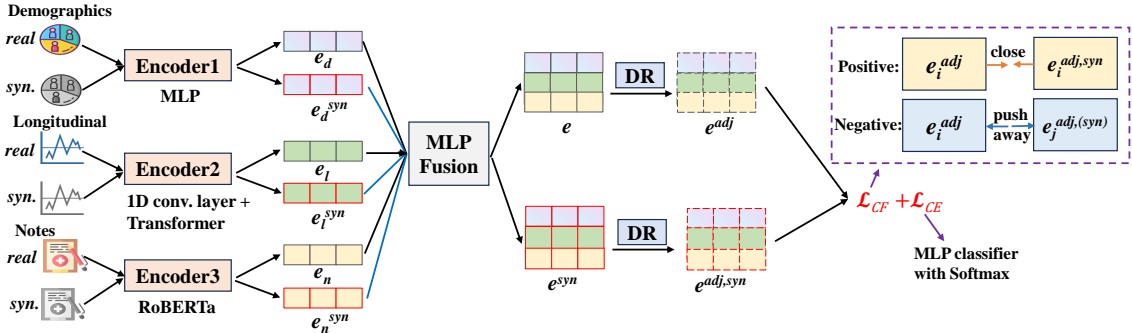 Demographics
real
syn.
Encoder1
MLP
e_d
e_d^syn
Longitudinal
real
syn.
Encoder2
1D conv. layer +
Transformer
e_l
e_l^syn
Notes
real
syn.
Encoder3
RoBERTa
e_n
e_n^syn
MLP
Fusion
e
DR
e^adj
e^syn
DR
e^adj,syn
Positive:
e_i^adj
close
e_i^adj,syn
Negative:
e_i^adj
push
away
e_j^adj,(syn)
ℒ_CF + ℒ_CE
MLP classifier
with Softmax